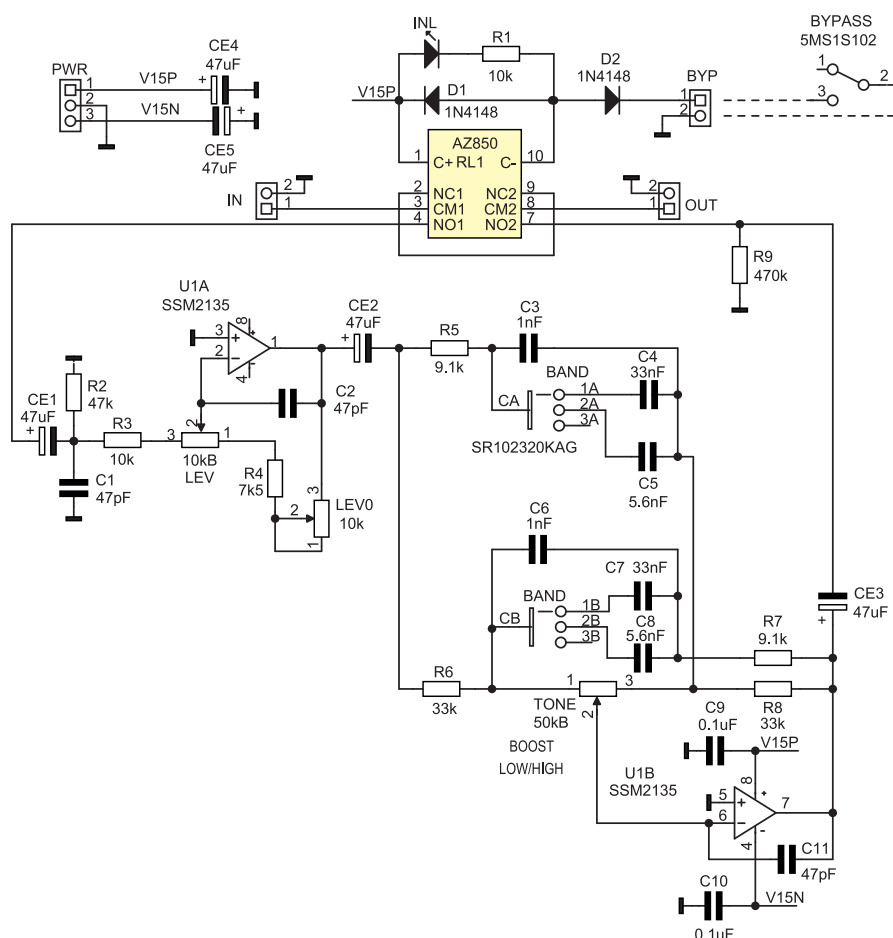 INL
R1
10k
D2
1N4148
BYPASS
5MS1S102
1
2
3
BYP
1
2
V15P
D1
1N4148
CE4
47uF
+
PWR
1
2
3
V15P
V15N
CE5
47uF
+
AZ850
1
C+
RL1
C-
10
2
NC1
NC2
9
3
CM1
CM2
8
4
NO1
NO2
7
IN
2
1
2
1
OUT
R9
470k
U1A
SSM2135
8
3
+
+
1
2
-
-
4
CE2
47uF
+
R5
9.1k
C3
1nF
C4
33nF
BAND
CA
1A
2A
3A
SR102320KAG
C5
5.6nF
C2
47pF
R2
47k
CE1
47uF
+
R3
10k
C1
47pF
3
2
1
10kB
LEV
R4
7k5
3
2
1
LEV0
10k
C6
1nF
C7
33nF
BAND
CB
1B
2B
3B
C8
5.6nF
CE3
47uF
+
R7
9.1k
R6
33k
1
3
2
TONE
50kB
BOOST
LOW/HIGH
R8
33k
C9
0.1uF
V15P
U1B
SSM2135
8
5
+
+
7
6
-
-
4
C11
47pF
C10
0.1uF
V15N